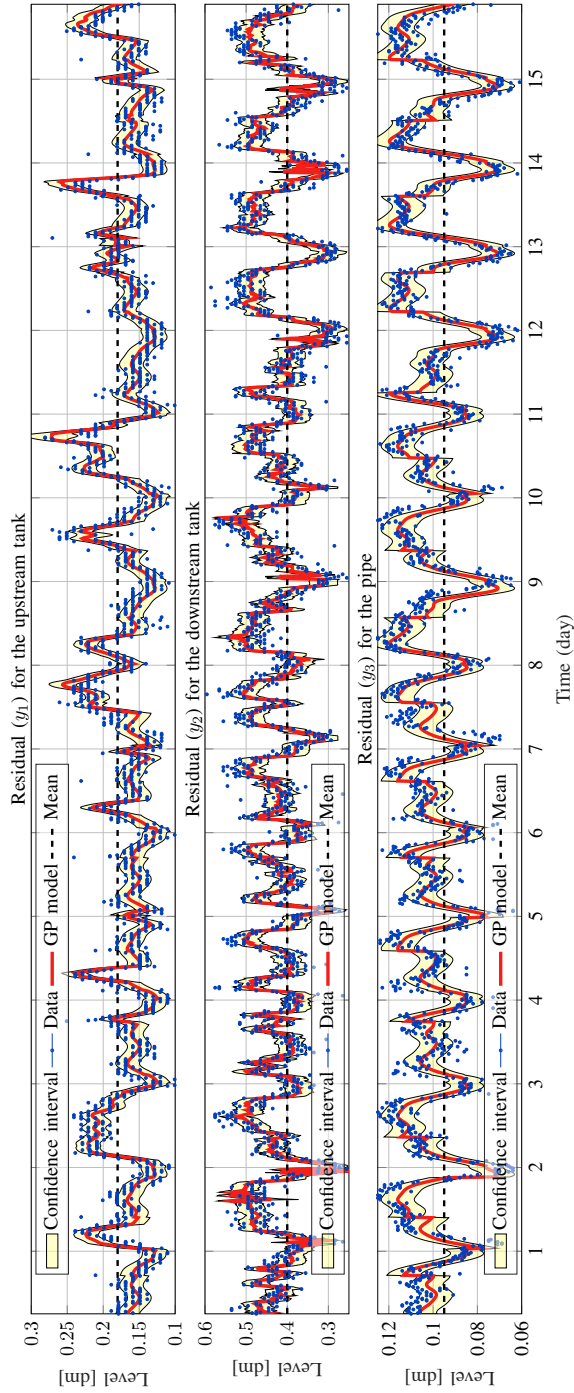 Residual (y1) for the upstream tank
Level [dm]
0.3
0.25
0.2
0.15
0.1
Confidence interval Data GP model Mean
Residual (y2) for the downstream tank
Level [dm]
0.6
0.5
0.4
0.3
Confidence interval Data GP model Mean
Residual (y3) for the pipe
Level [dm]
0.12
0.1
0.08
0.06
Confidence interval Data GP model Mean
1 2 3 4 5 6 7 8 9 10 11 12 13 14 15
Time (day)